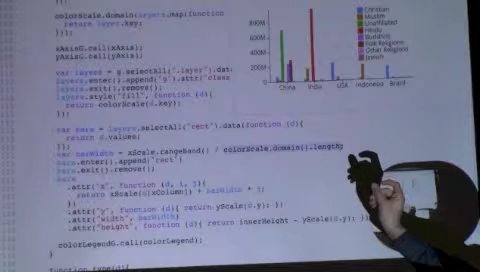 colorScale.domain(layers.map(function
return layer.key;
}));
xAxisG.call(xAxis);
yAxisG.call(yAxis);
var layers = g.selectAll(".layer").data
layers.enter().append("g").attr("class
layers.exit().remove();
layers.style("fill", function (d){
return colorScale(d.key);
});
var bars = layers.selectAll("rect").data(function (d){
return d.values;
});
var barWidth = xScale.rangeBand() / colorScale.domain().length;
bars.enter().append("rect")
bars.exit().remove();
bars
.attr("x", function (d, i, j){
return xScale(d[xColumn]) + barWidth * j;
})
.attr("y", function (d){ return yScale(d.y); })
.attr("width", barWidth)
.attr("height", function (d){ return innerHeight - yScale(d.y); });
colorLegendG.call(colorLegend);
}
function type(d){
800M
600M
400M
200M
0
China
India
USA
Indonesia
Brazil
Christian
Muslim
Unaffiliated
Hindu
Buddhist
Folk Religions
Other Religions
Jewish